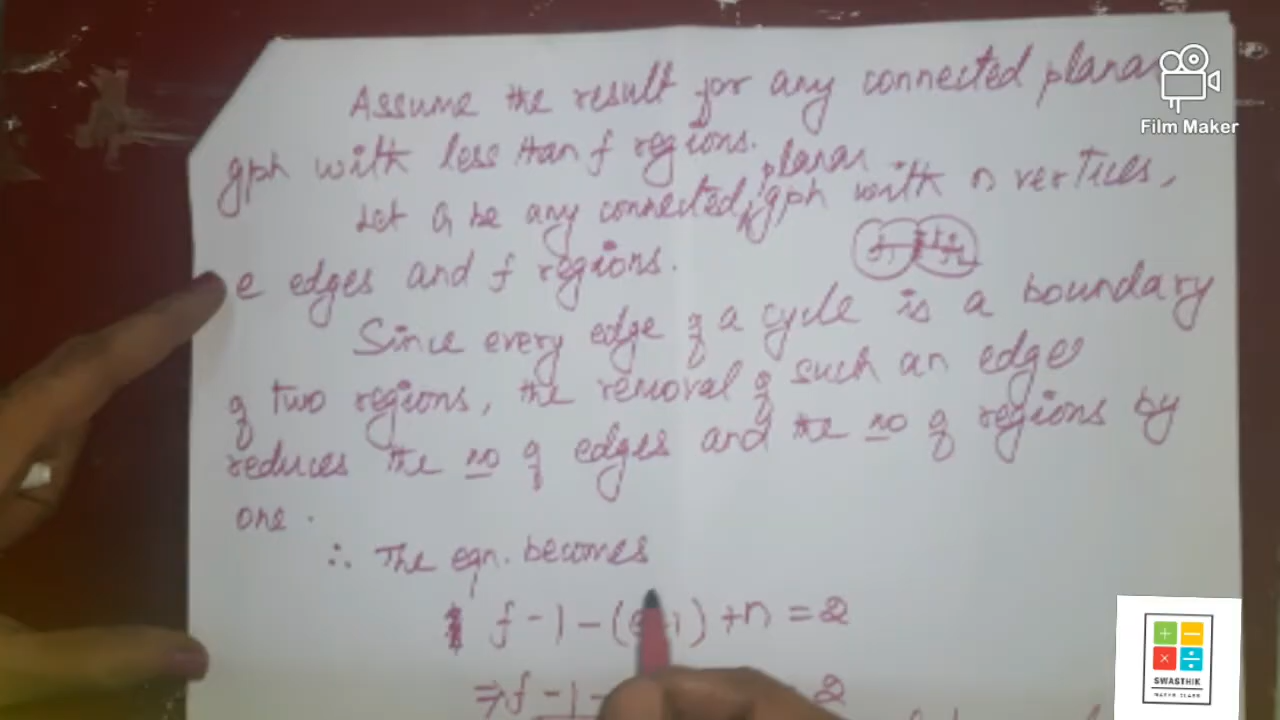 Assume the result for any connected planar
gph with less than f regions.
planar
Let G be any connected gph with n vertices,
e edges and f regions.
Since every edge of a cycle is a boundary
of two regions, the removal of such an edge
reduces the no of edges and the no of regions by
one.
∴ The eqn. becomes
f - 1 - ( ) + n = 2
⇒ f - 1 - 2
Film Maker
SWASTHIK